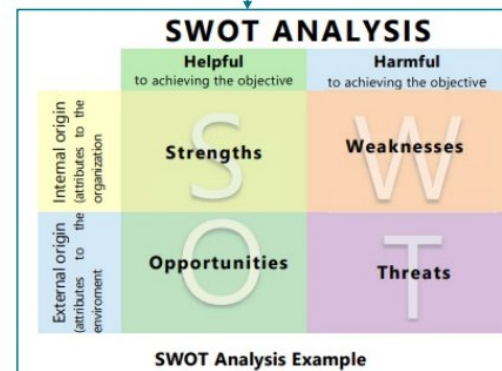 SWOT ANALYSIS
Helpful
to achieving the objective
Harmful
to achieving the objective
Internal origin
(attributes to the
organization
S
Strengths
W
Weaknesses
External origin
(attributes to the
enviroment
O
Opportunities
T
Threats
SWOT Analysis Example